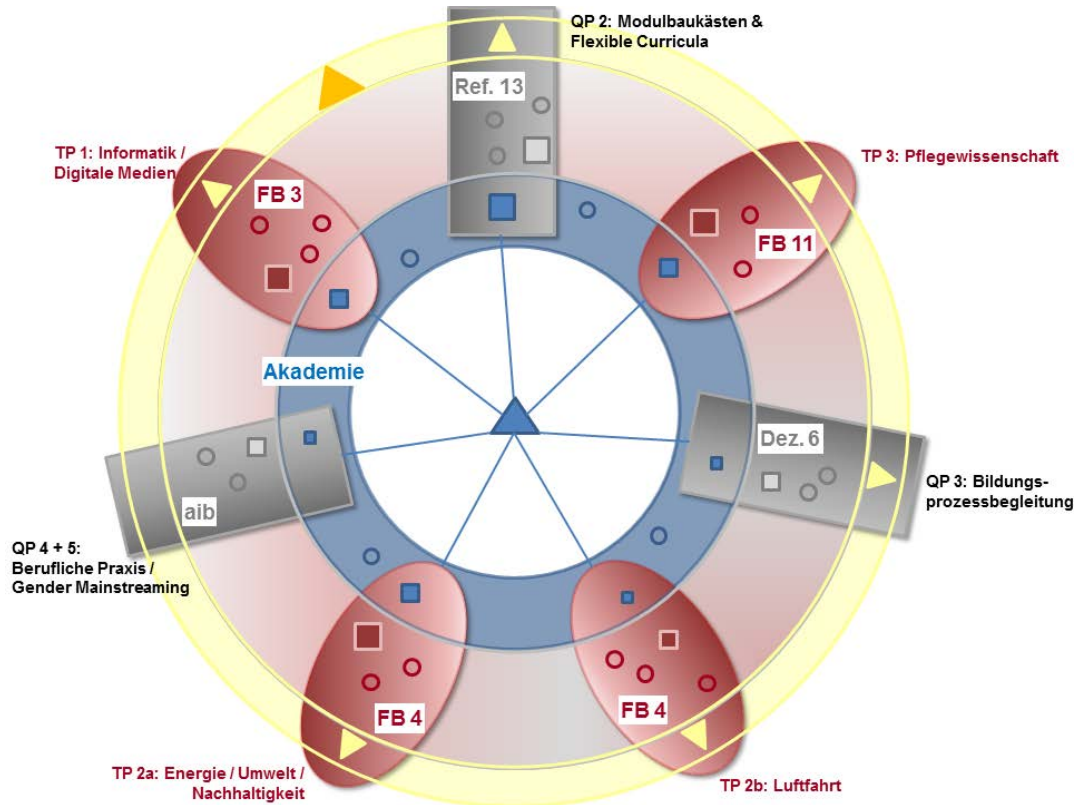 QP 2: Modulbaukästen &
Flexible Curricula
Ref. 13
TP 1: Informatik /
Digitale Medien
FB 3
TP 3: Pflegewissenschaft
FB 11
Akademie
Dez. 6
QP 3: Bildungs-
prozessbegleitung
aib
QP 4 + 5:
Berufliche Praxis /
Gender Mainstreaming
FB 4
FB 4
TP 2a: Energie / Umwelt /
Nachhaltigkeit
TP 2b: Luftfahrt